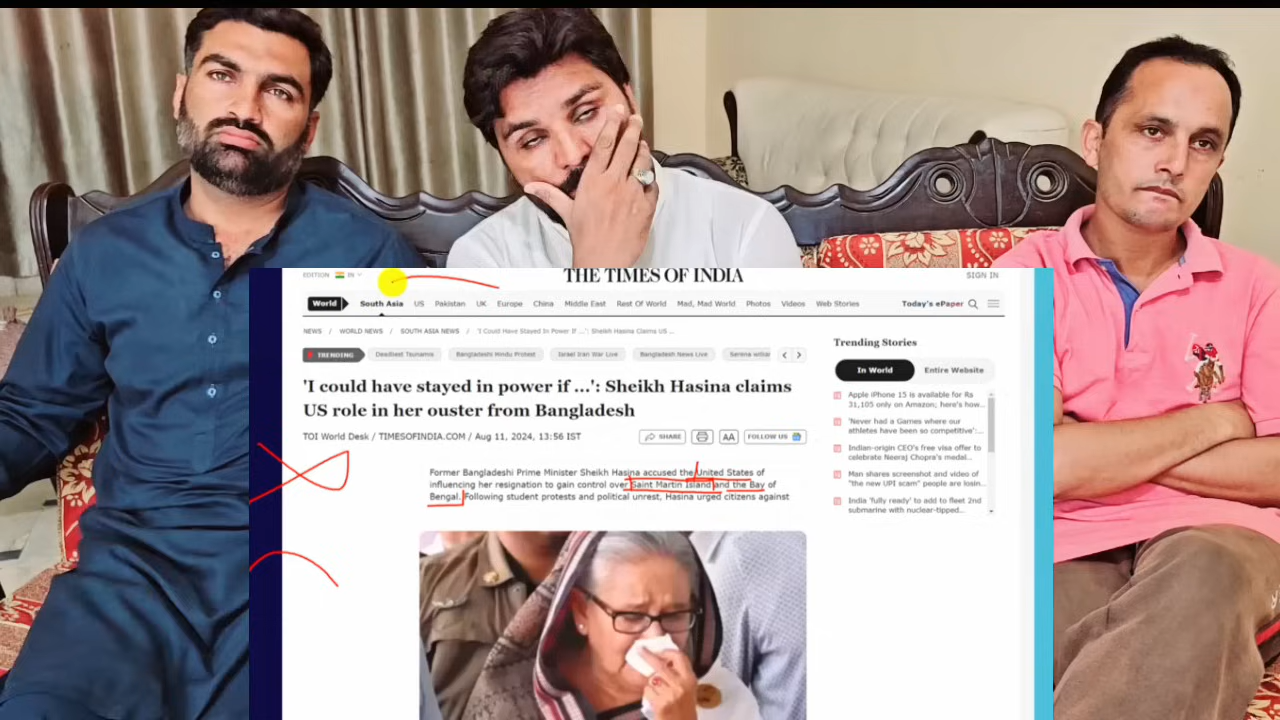 EDITION IN
THE TIMES OF INDIA
SIGN IN
World South Asia US Pakistan UK Europe China Middle East Rest Of World Mad, Mad World Photos Videos Web Stories Today's ePaper
NEWS / WORLD NEWS / SOUTH ASIA NEWS / 'I Could Have Stayed In Power If ...': Sheikh Hasina Claims US ...
TRENDING Deadliest Tsunamis Bangladeshi Hindu Protest Israel Iran War Live Bangladesh News Live Serena
'I could have stayed in power if ...': Sheikh Hasina claims
US role in her ouster from Bangladesh
TOI World Desk / TIMESOFINDIA.COM / Aug 11, 2024, 13:56 IST
SHARE AA FOLLOW US
Former Bangladeshi Prime Minister Sheikh Hasina accused the United States of
influencing her resignation to gain control over Saint Martin Island and the Bay of
Bengal. Following student protests and political unrest, Hasina urged citizens against
Trending Stories
In World Entire Website
Apple iPhone 15 is available for Rs
31,105 only on Amazon; here's how...
'Never had a Games where our
athletes have been so competitive':...
Indian-origin CEO's free visa offer to
celebrate Neeraj Chopra's medal...
Man shares screenshot and video of
"the new UPI scam" people are losin...
India 'fully ready' to add to fleet 2nd
submarine with nuclear-tipped...